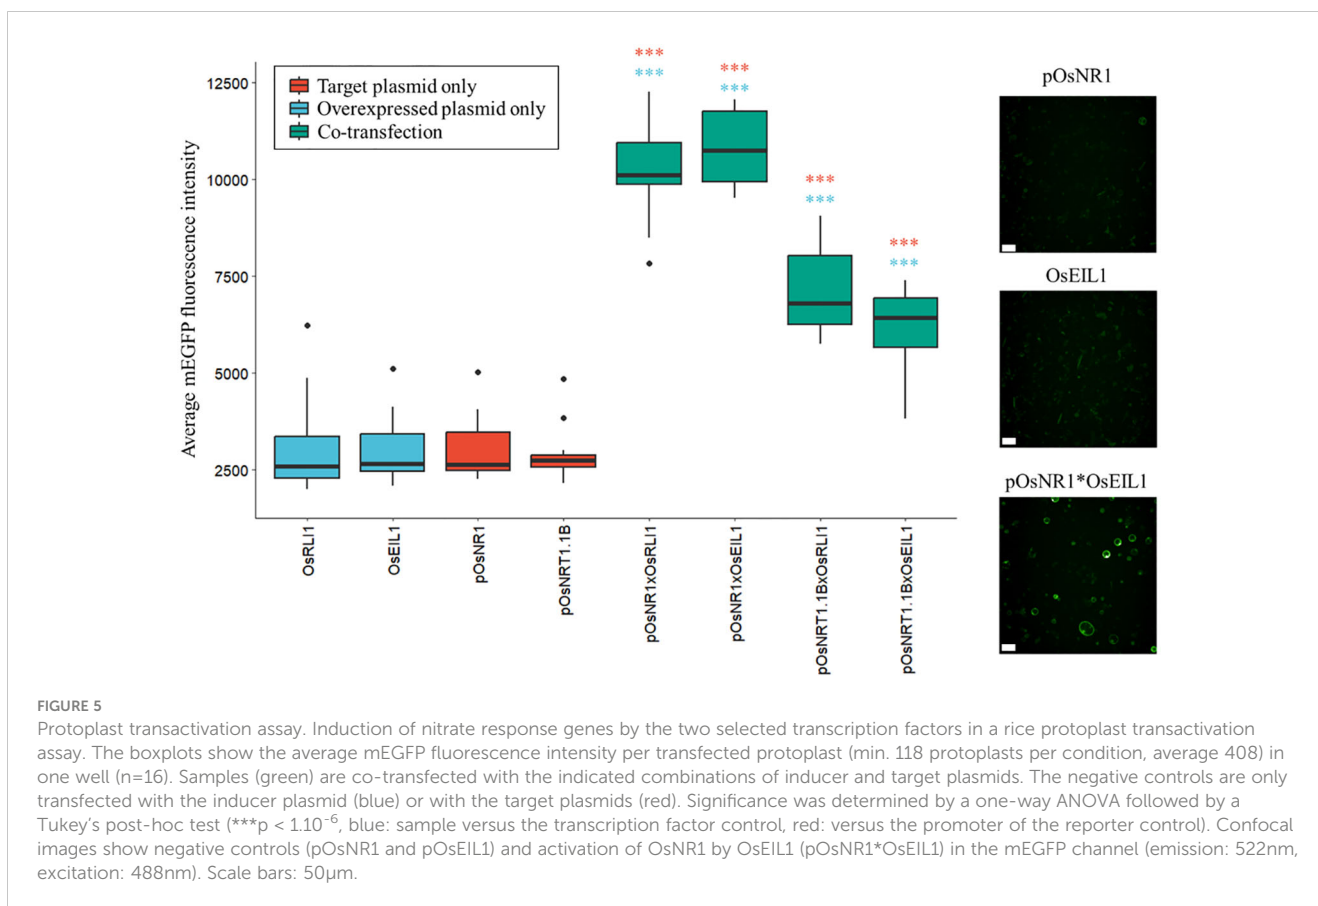 ***
***
***
***
***
***
***
***
12500
10000
7500
5000
2500
Average mEGFP fluorescence intensity
Target plasmid only
Overexpressed plasmid only
Co-transfection
OsRLI1
OsEIL1
pOsNR1
pOsNRT1.1B
pOsNR1xOsRLI1
pOsNR1xOsEIL1
pOsNRT1.1BxOsRLI1
pOsNRT1.1BxOsEIL1
pOsNR1
OsEIL1
pOsNR1*OsEIL1
FIGURE 5
Protoplast transactivation assay. Induction of nitrate response genes by the two selected transcription factors in a rice protoplast transactivation
assay. The boxplots show the average mEGFP fluorescence intensity per transfected protoplast (min. 118 protoplasts per condition, average 408) in
one well (n=16). Samples (green) are co-transfected with the indicated combinations of inducer and target plasmids. The negative controls are only
transfected with the inducer plasmid (blue) or with the target plasmids (red). Significance was determined by a one-way ANOVA followed by a
Tukey's post-hoc test (***p < 1.10⁻⁶, blue: sample versus the transcription factor control, red: versus the promoter of the reporter control). Confocal
images show negative controls (pOsNR1 and pOsEIL1) and activation of OsNR1 by OsEIL1 (pOsNR1*OsEIL1) in the mEGFP channel (emission: 522nm,
excitation: 488nm). Scale bars: 50µm.